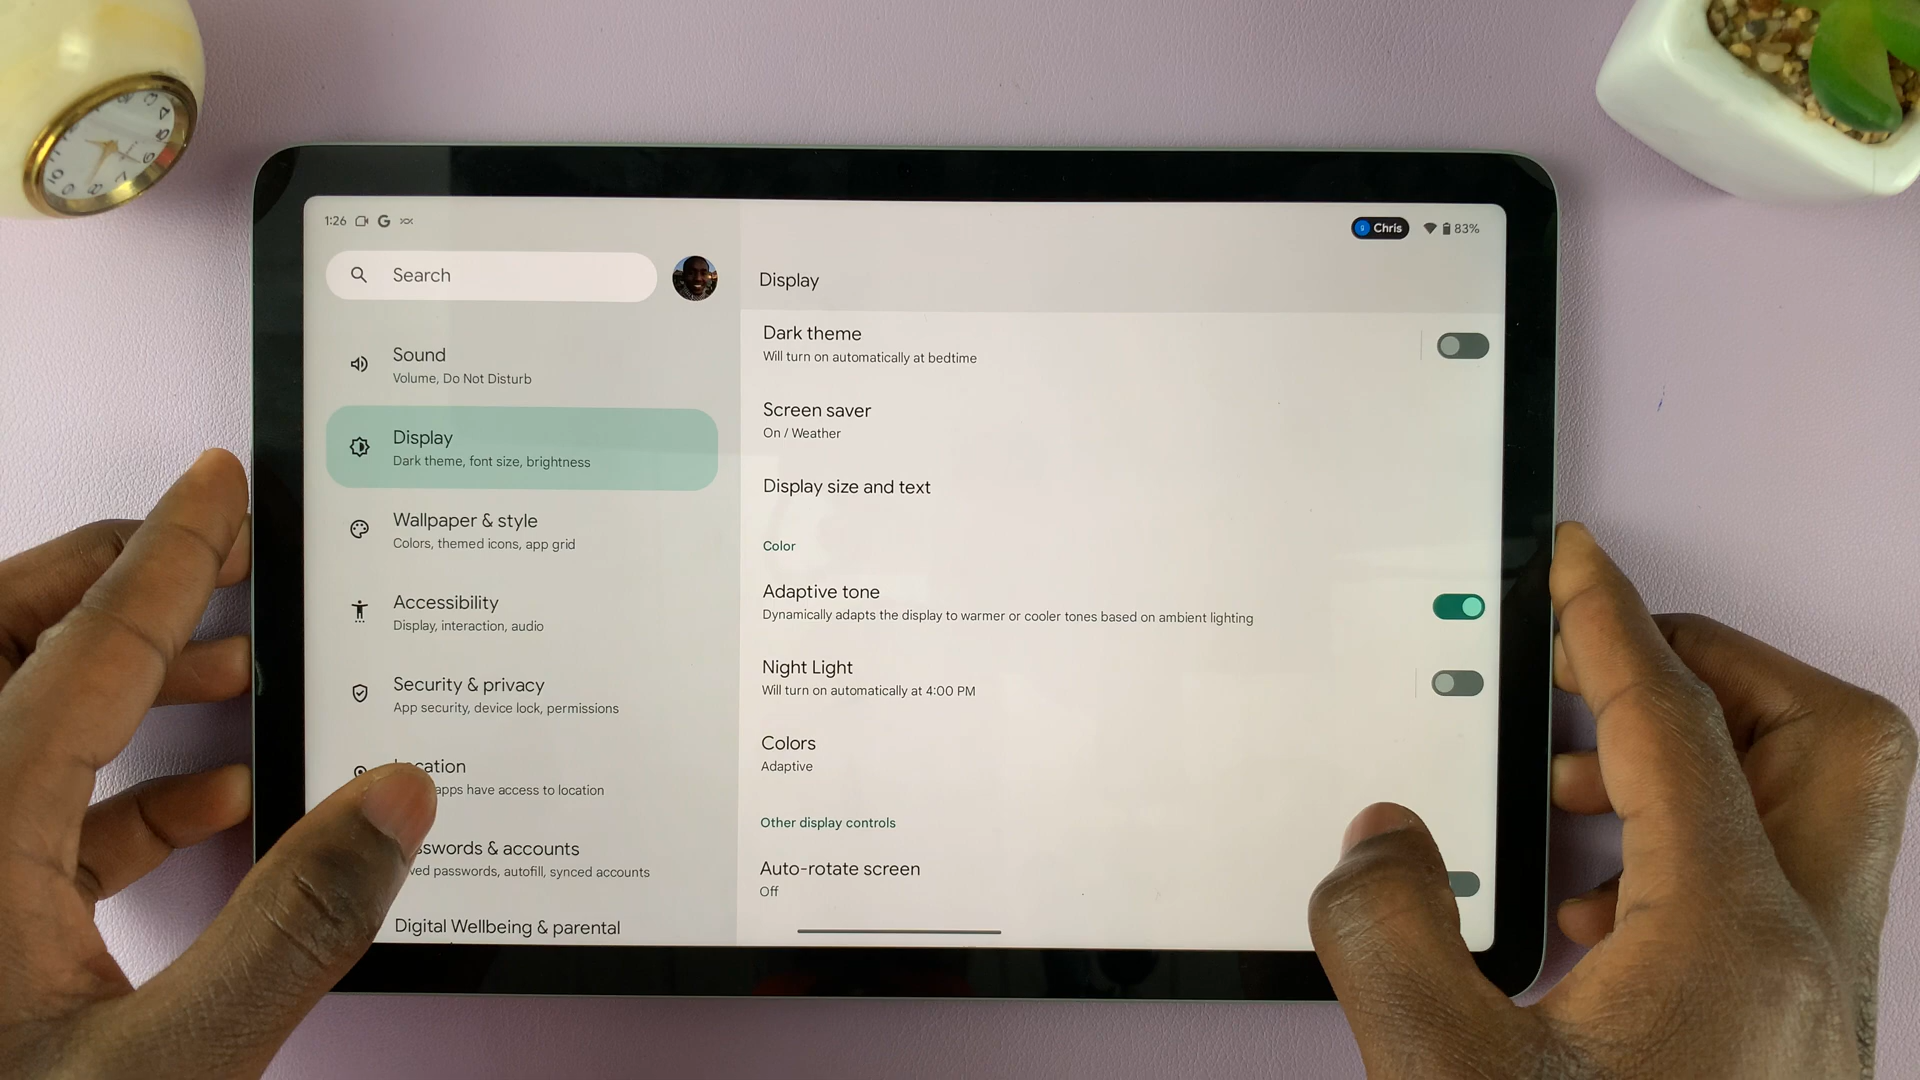 1:26
G
Chris
83%
Search
Sound
Volume, Do Not Disturb
Display
Dark theme, font size, brightness
Wallpaper & style
Colors, themed icons, app grid
Accessibility
Display, interaction, audio
Security & privacy
App security, device lock, permissions
ocation
apps have access to location
swords & accounts
ved passwords, autofill, synced accounts
Digital Wellbeing & parental
Display
Dark theme
Will turn on automatically at bedtime
Screen saver
On / Weather
Display size and text
Color
Adaptive tone
Dynamically adapts the display to warmer or cooler tones based on ambient lighting
Night Light
Will turn on automatically at 4:00 PM
Colors
Adaptive
Other display controls
Auto-rotate screen
Off